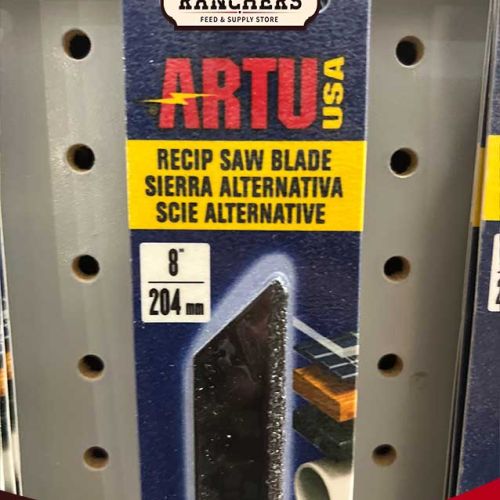 RANCHERS
FEED & SUPPLY STORE
ARTU USA
RECIP SAW BLADE
SIERRA ALTERNATIVA
SCIE ALTERNATIVE
8"
204 mm